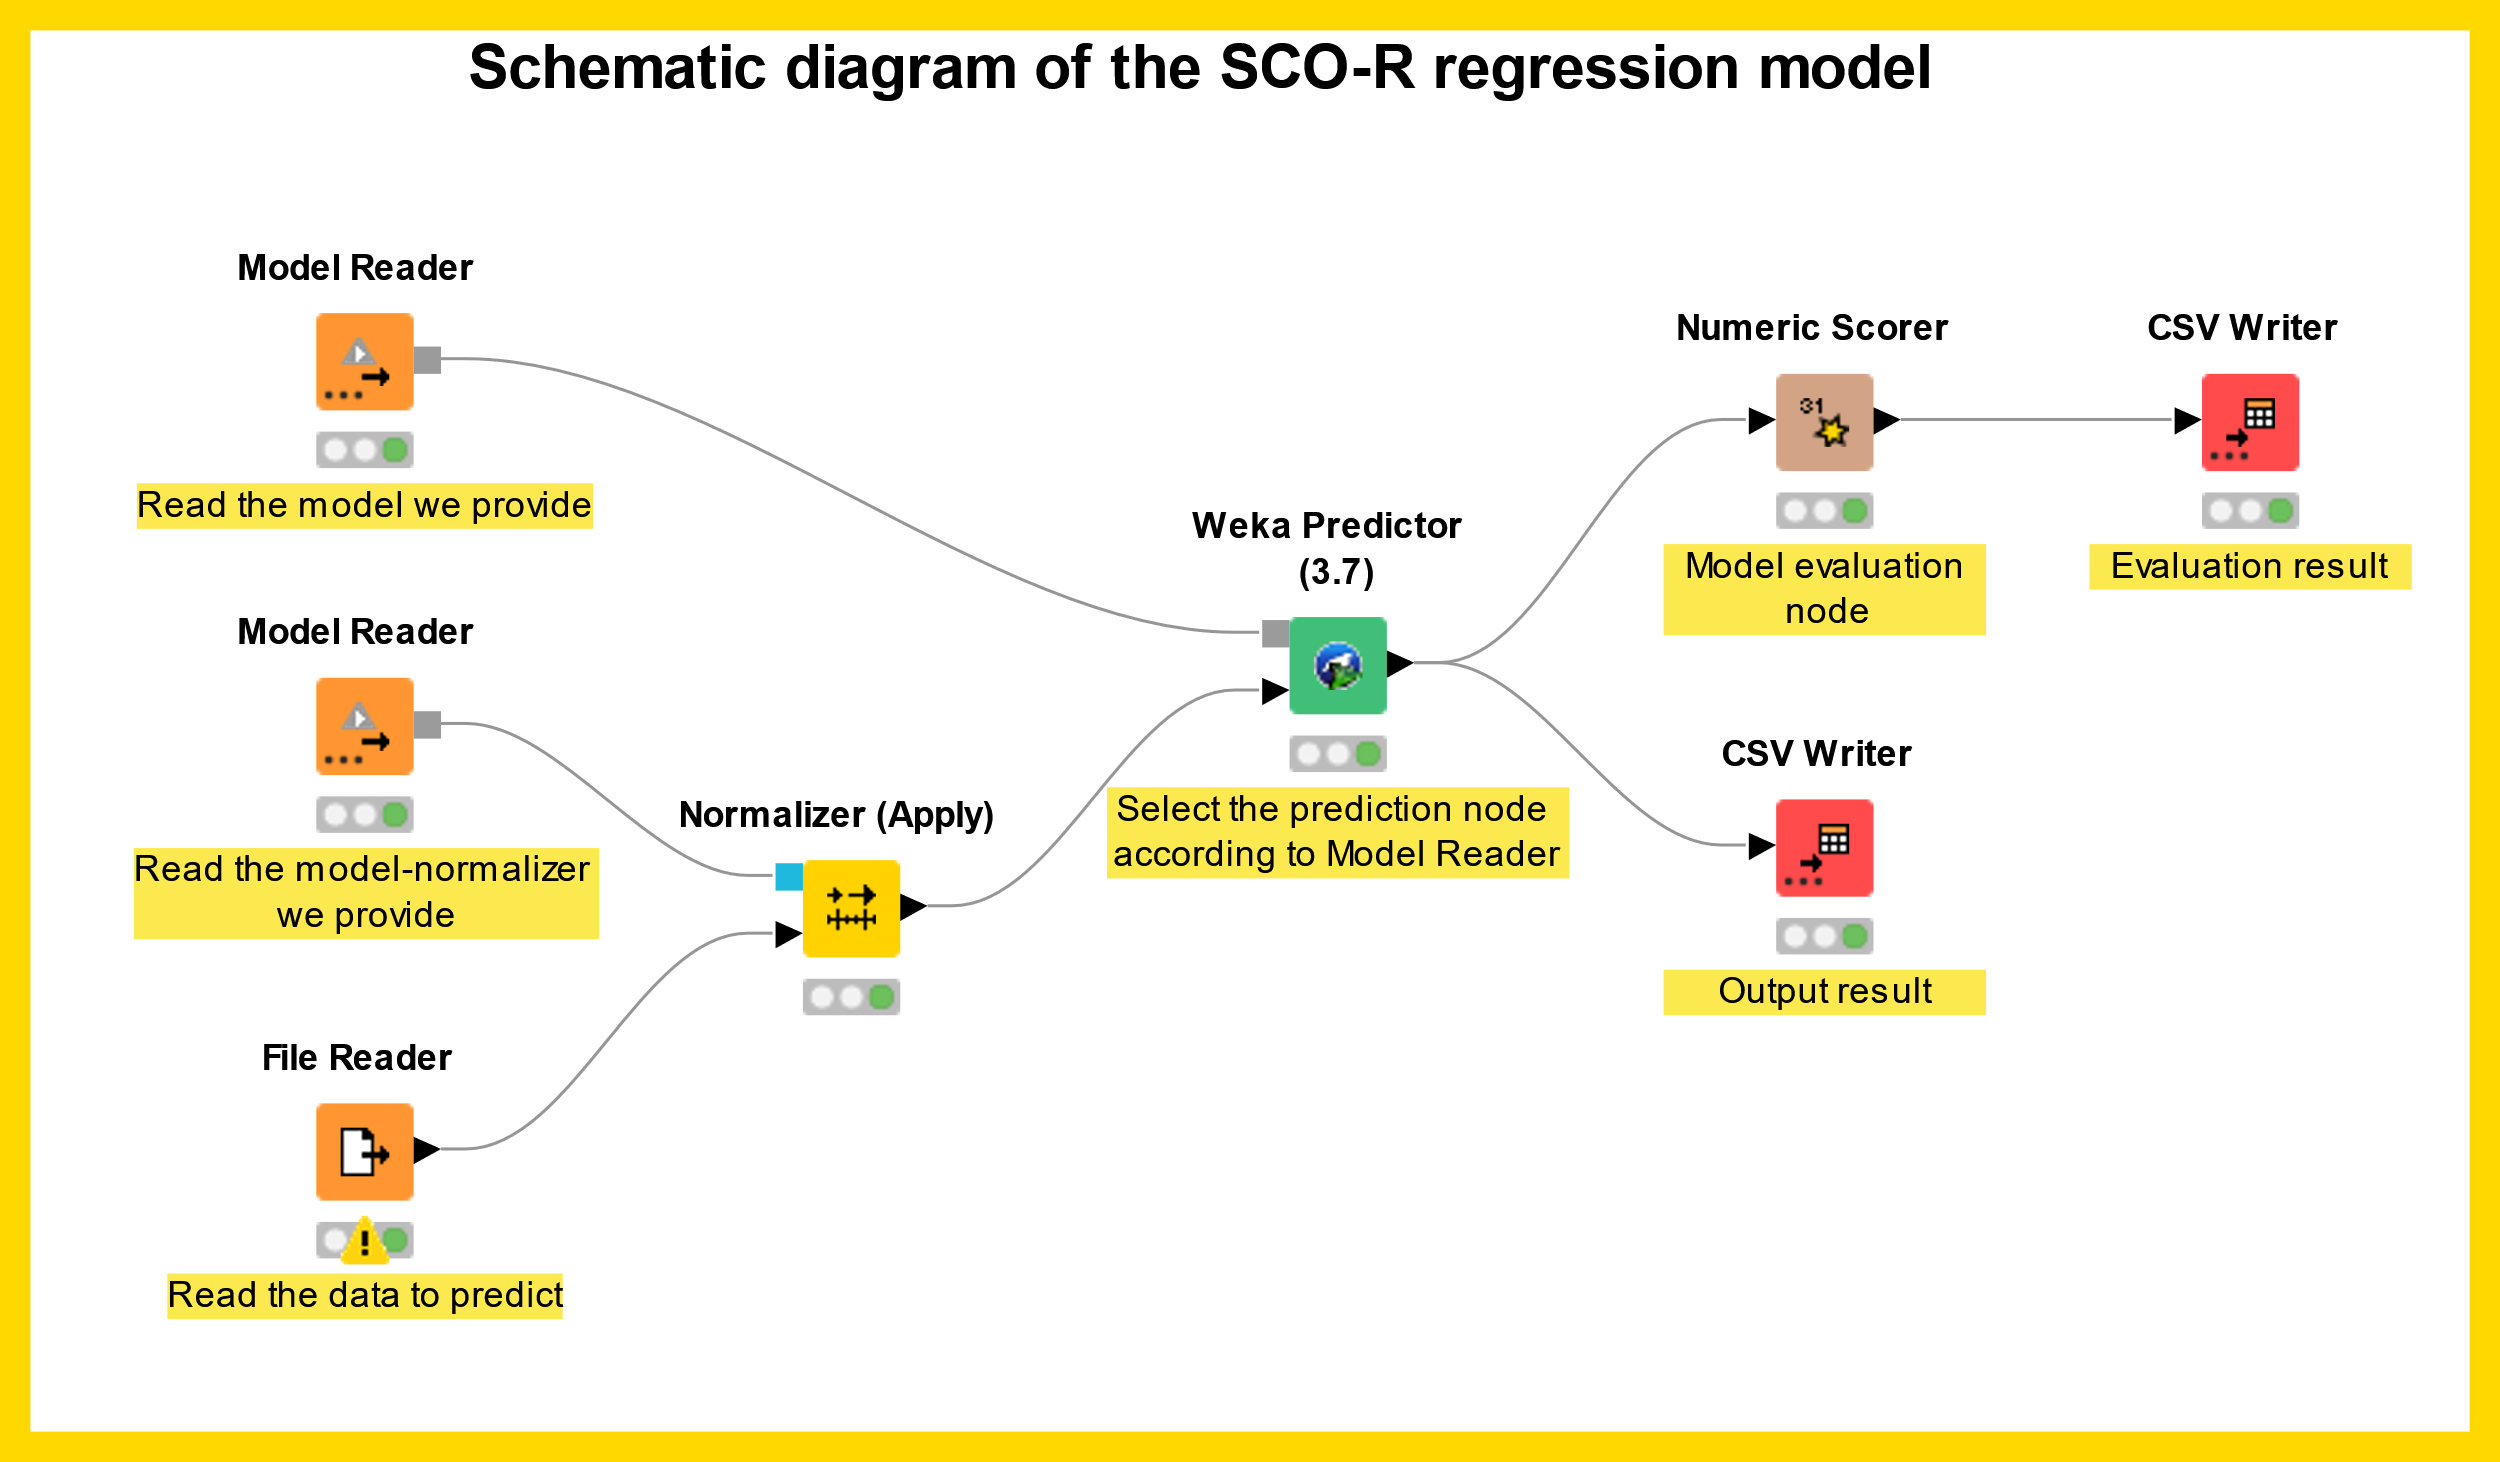 Schematic diagram of the SCO-R regression model
Model Reader
Read the model we provide
Model Reader
Read the model-normalizer
we provide
File Reader
Read the data to predict
Normalizer (Apply)
Weka Predictor
(3.7)
Select the prediction node
according to Model Reader
Numeric Scorer
31
Model evaluation
node
CSV Writer
Evaluation result
CSV Writer
Output result